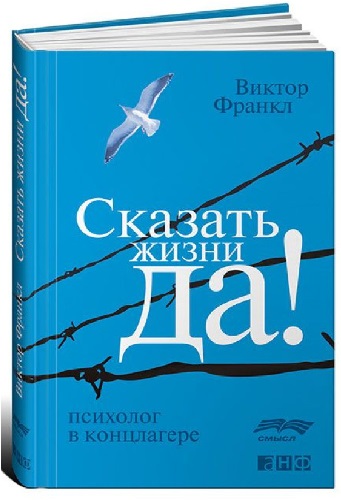 Виктор
Франкл
Сказать
жизни
Да!
психолог
в концлагере
СМЫСЛ
АНФ
Сказать жизни Да!
Виктор Франкл